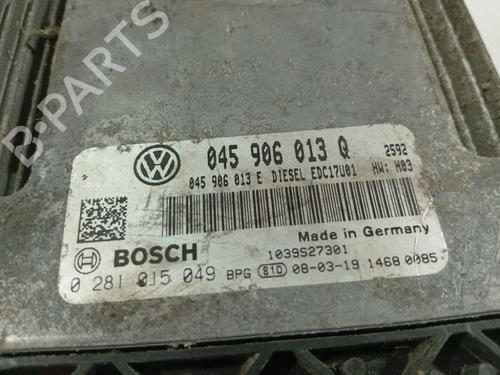 045 906 013 Q 2592
045 906 013 E DIESEL EDC17U01 HW: H03
Made in Germany
BOSCH 1039S27301
0 281 015 049 BPG 81D 08-03-19 1468 0085